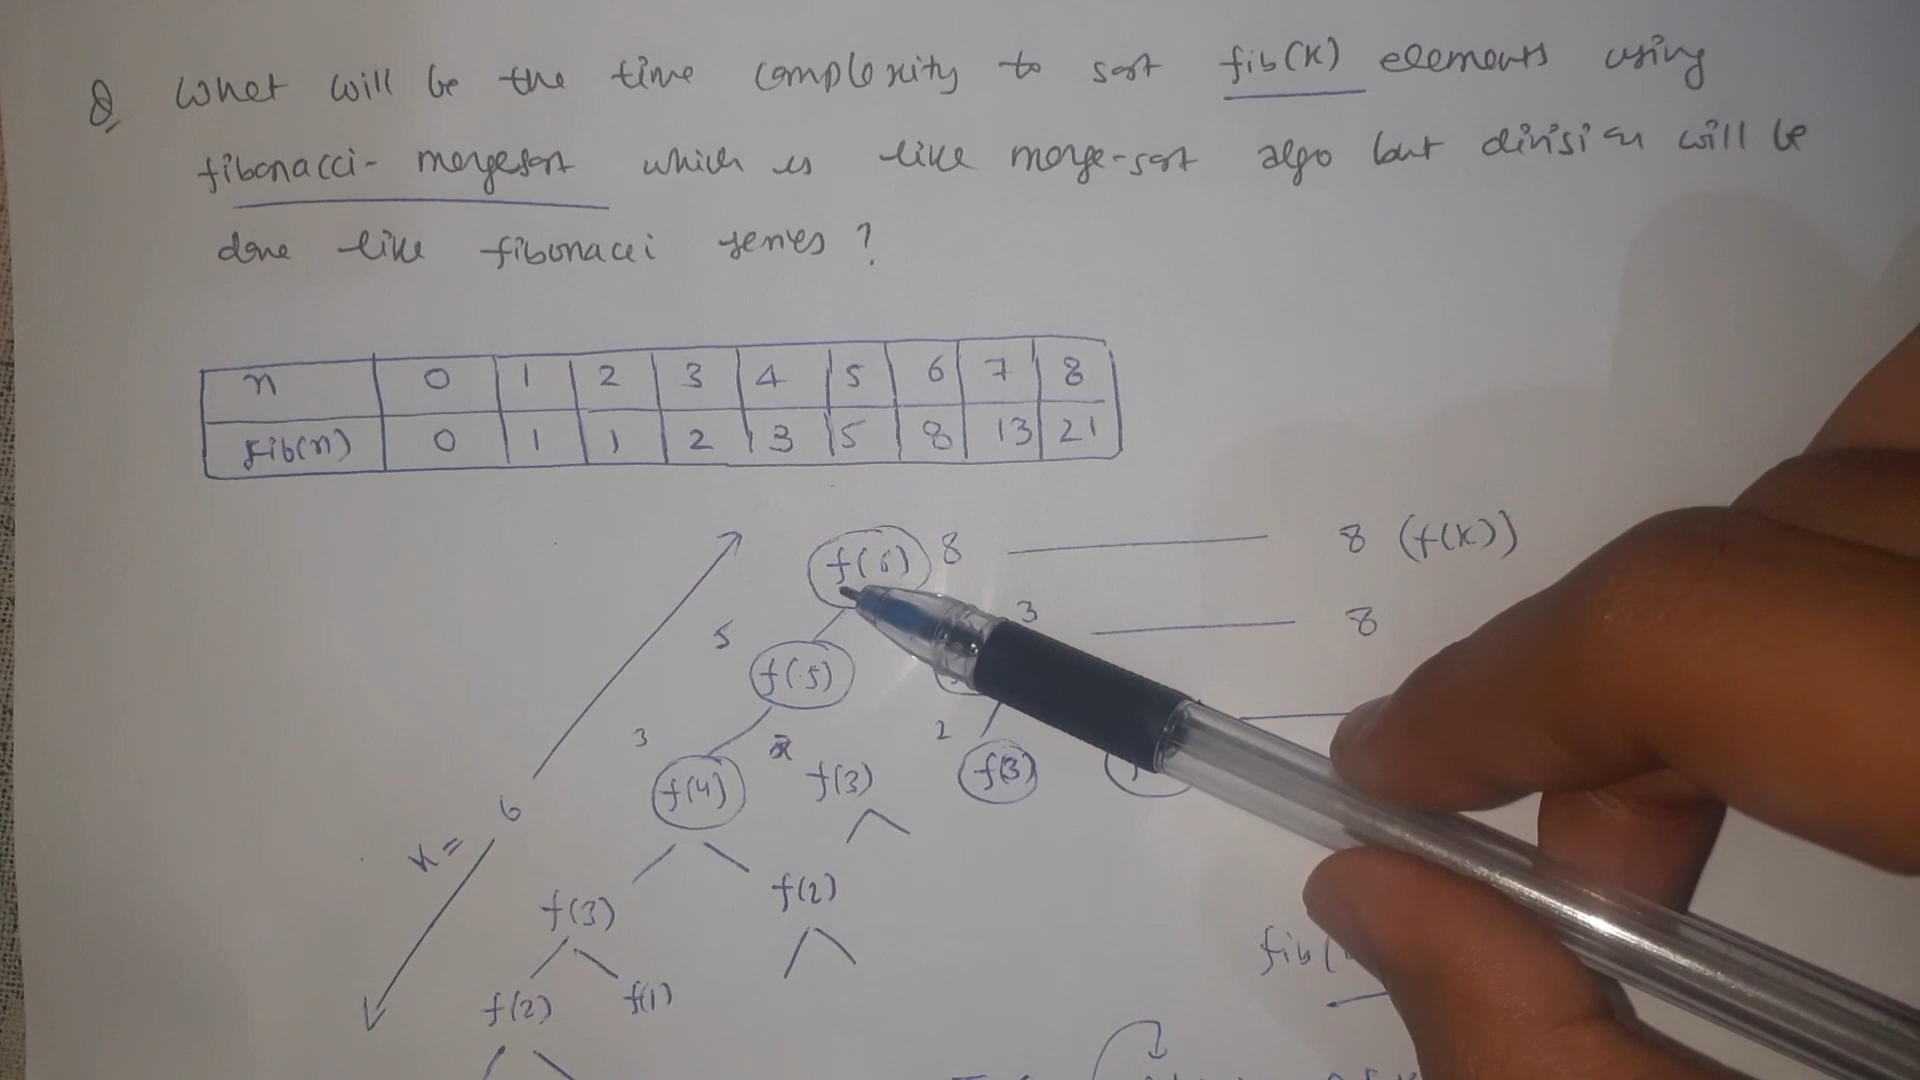 Q What will be the time complexity to sort fib(K) elements using
fibonacci-mergesort which is like merge-sort algo but division will be
done like fibonacci series ?
n 0 1 2 3 4 5 6 7 8
fib(n) 0 1 1 2 3 5 8 13 21
f(6) 8 8 (f(K))
5 3 8
f(5)
3 2
f(4) f(3) f(3)
K = 6
f(3) f(2)
f(2) f(1)
fib(